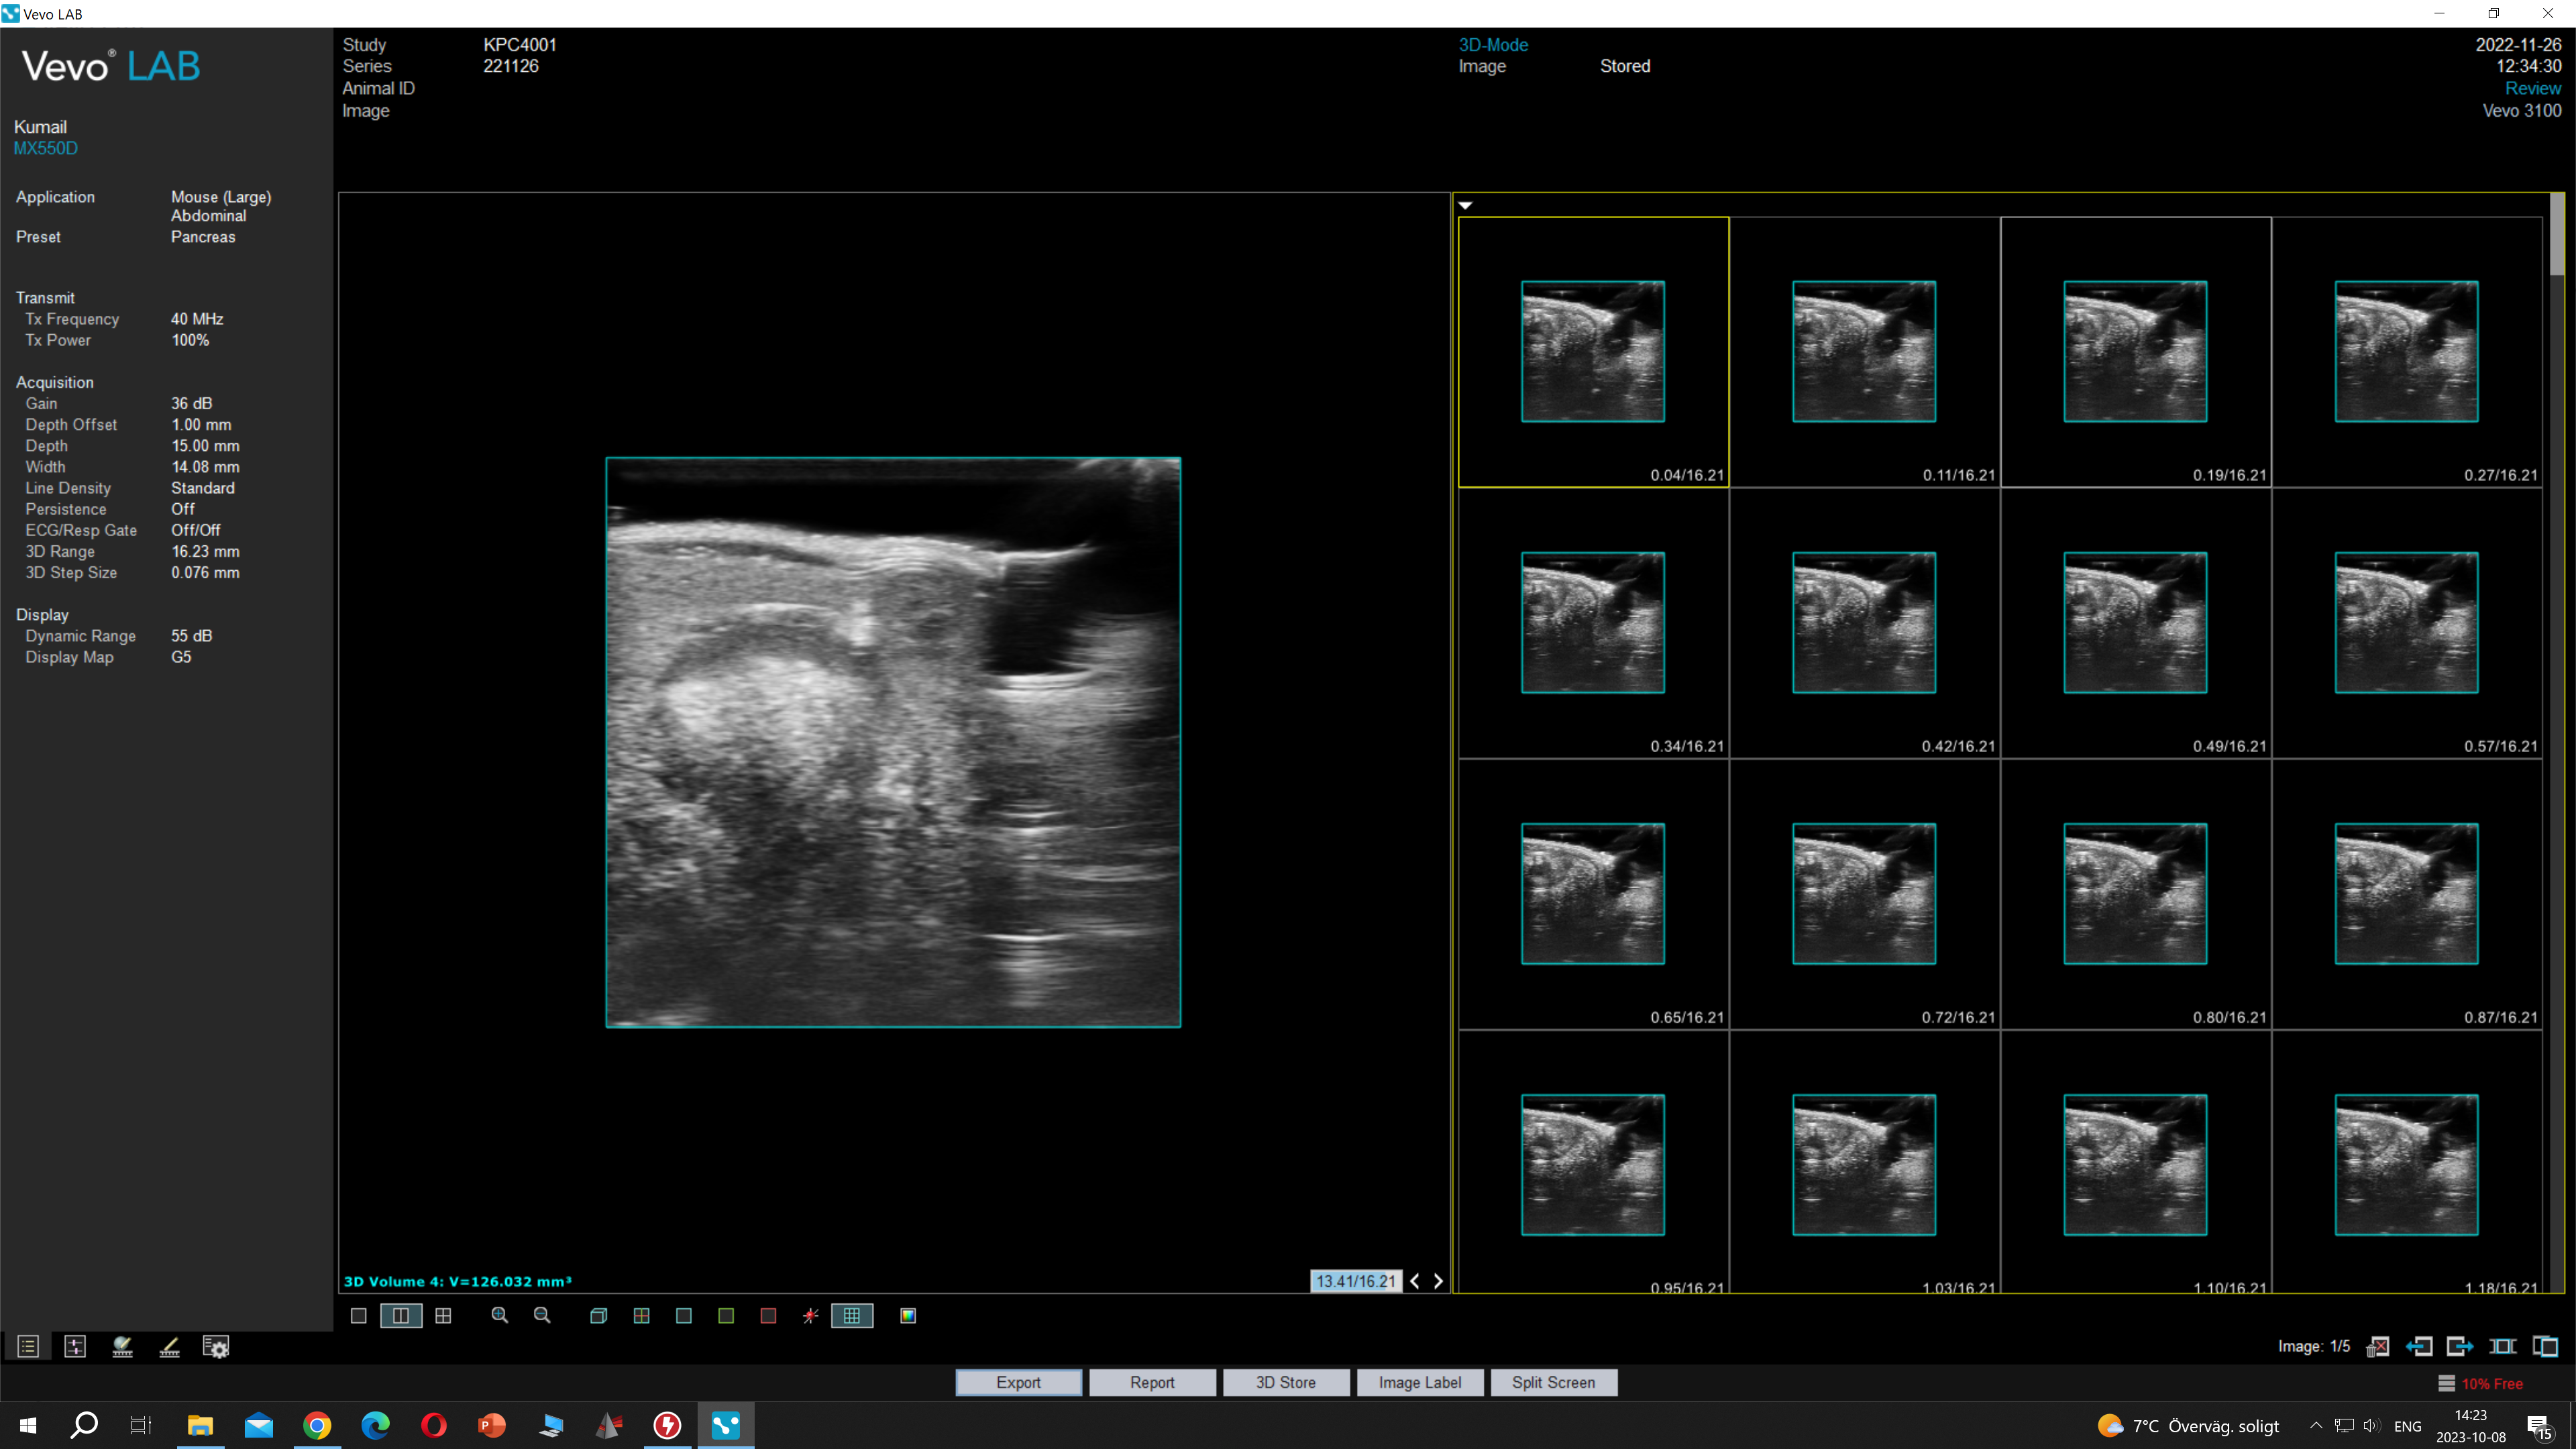 Vevo LAB
Vevo® LAB
Kumail
MX550D
Application Mouse (Large)
Abdominal
Preset Pancreas
Transmit
Tx Frequency 40 MHz
Tx Power 100%
Acquisition
Gain 36 dB
Depth Offset 1.00 mm
Depth 15.00 mm
Width 14.08 mm
Line Density Standard
Persistence Off
ECG/Resp Gate Off/Off
3D Range 16.23 mm
3D Step Size 0.076 mm
Display
Dynamic Range 55 dB
Display Map G5
Study KPC4001
Series 221126
Animal ID
Image
3D-Mode
Image Stored
2022-11-26
12:34:30
Review
Vevo 3100
0.04/16.21 0.11/16.21 0.19/16.21 0.27/16.21
0.34/16.21 0.42/16.21 0.49/16.21 0.57/16.21
0.65/16.21 0.72/16.21 0.80/16.21 0.87/16.21
0.95/16.21 1.03/16.21 1.10/16.21 1.18/16.21
3D Volume 4: V=126.032 mm³
13.41/16.21
Image: 1/5
Export Report 3D Store Image Label Split Screen
10% Free
7°C Överväg. soligt
ENG
14:23
2023-10-08
15